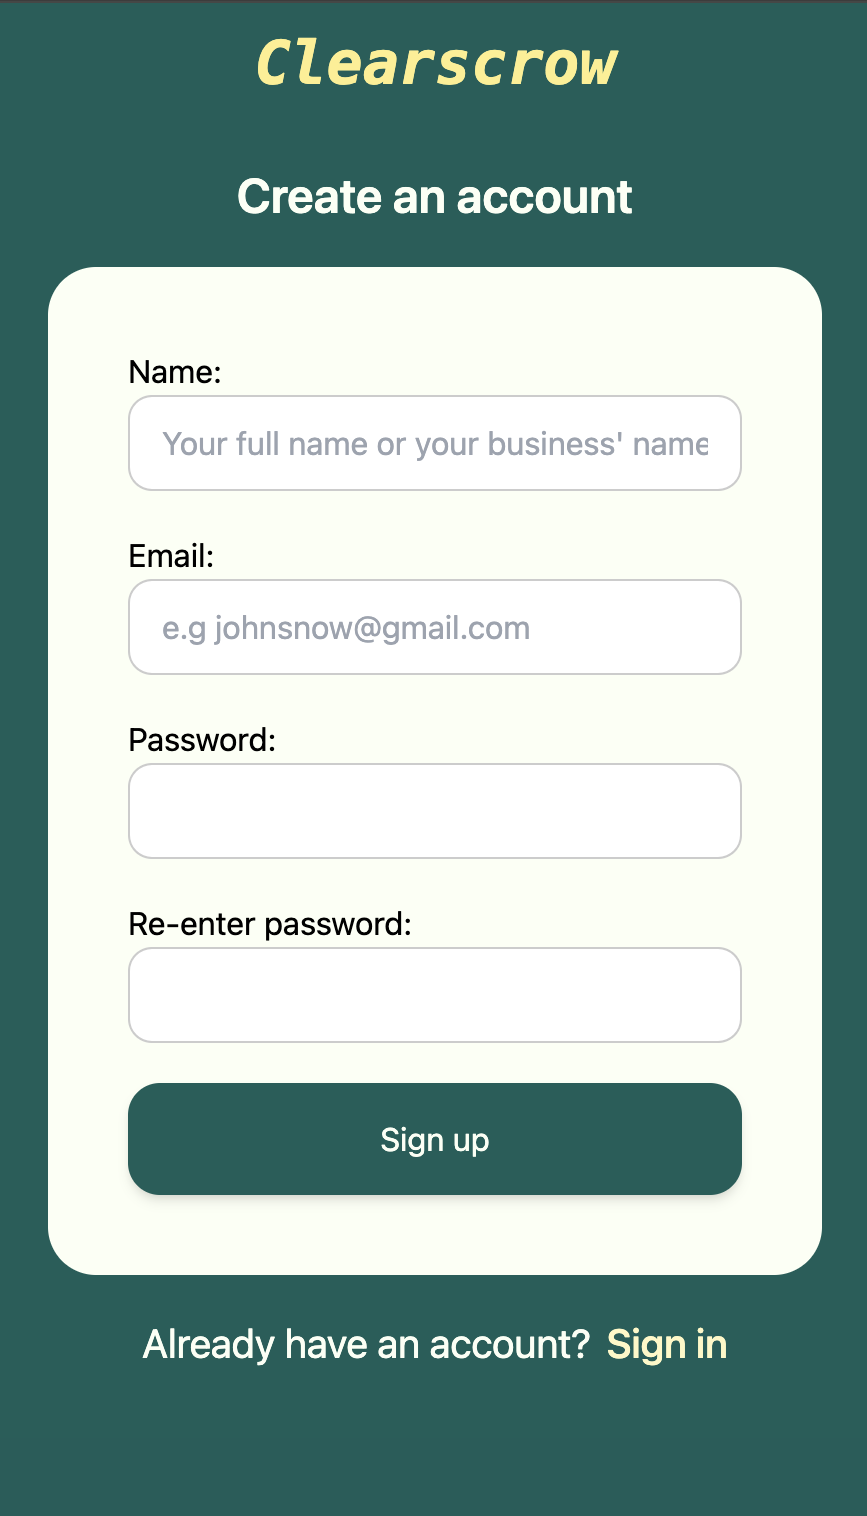 Clearscrow
Create an account
Name:
Your full name or your business' name
Email:
e.g johnsnow@gmail.com
Password:
Re-enter password:
Sign up
Already have an account? Sign in